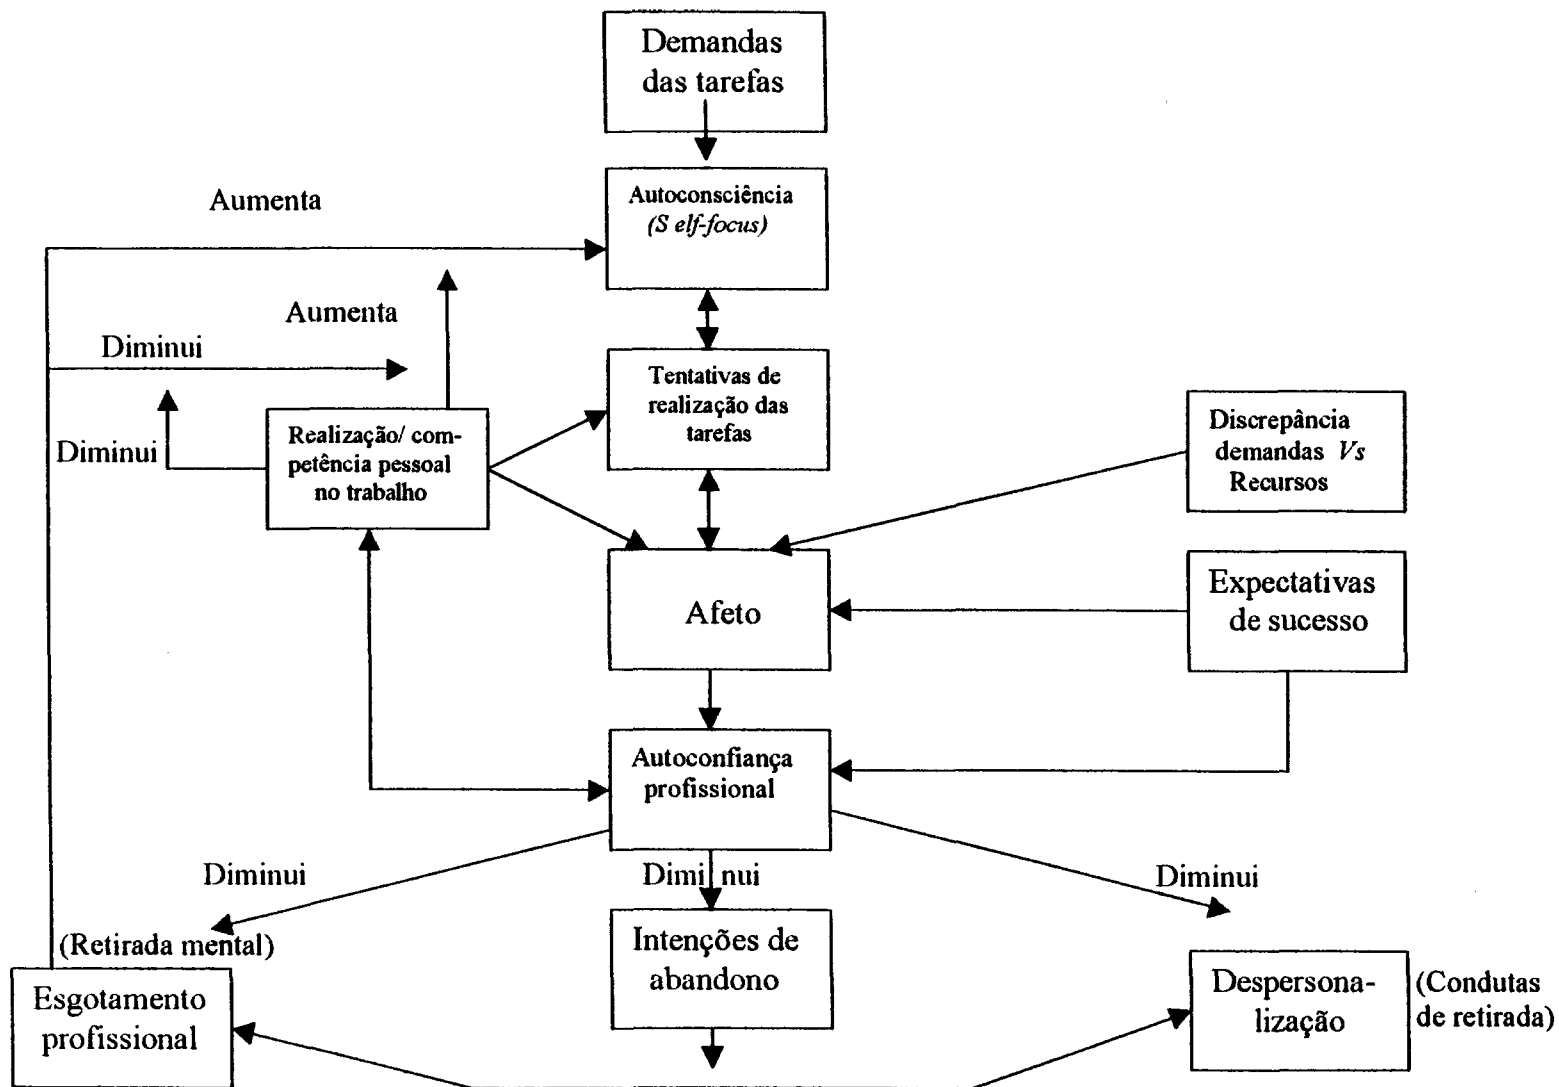 Demandas
das tarefas
Aumenta
Autoconsciência
(S elf-focus)
Aumenta
Diminui
Tentativas de
realização das
tarefas
Diminui
Realização/ com-
petência pessoal
no trabalho
Discrepância
demandas Vs
Recursos
Afeto
Expectativas
de sucesso
Autoconfiança
profissional
Diminui
Dimi nui
Diminui
(Retirada mental)
Esgotamento
profissional
Intenções de
abandono
Despersona-
lização
(Condutas
de retirada)